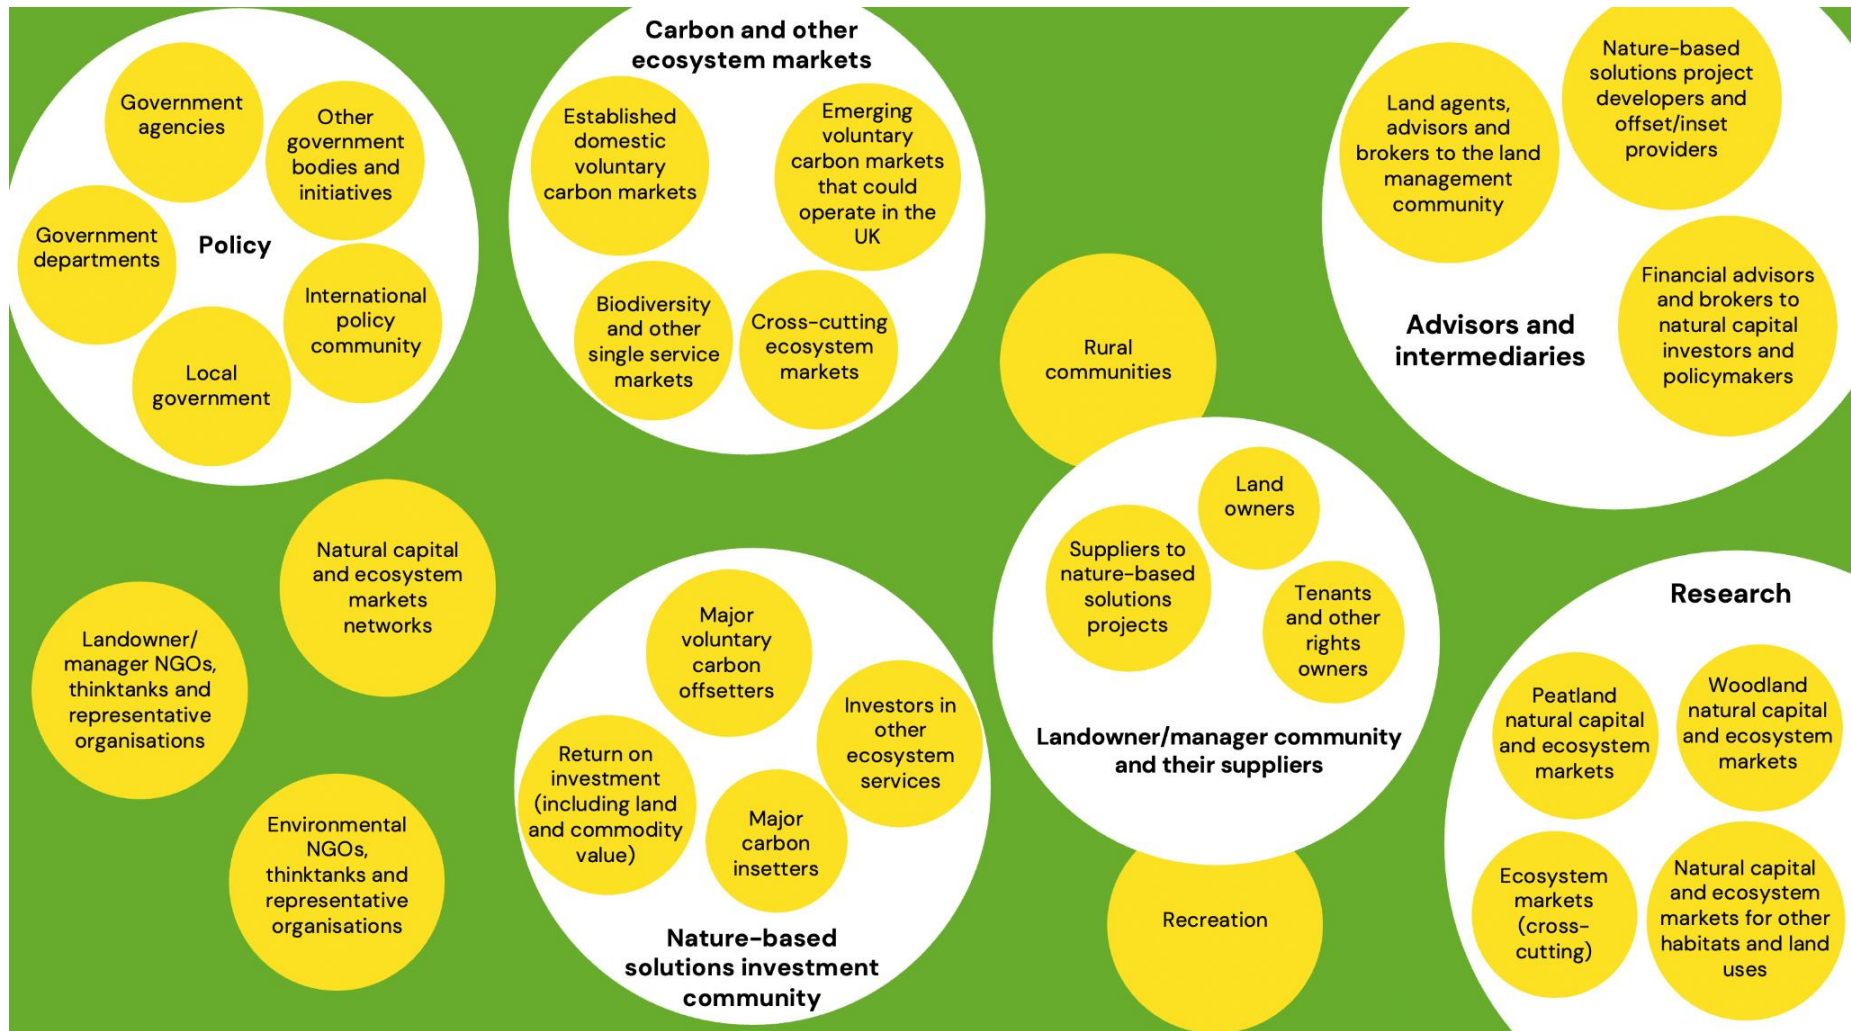 Government
agencies
Other
government
bodies and
initiatives
Government
departments
Policy
International
policy
community
Local
government
Carbon and other
ecosystem markets
Established
domestic
voluntary
carbon markets
Emerging
voluntary
carbon markets
that could
operate in the
UK
Biodiversity
and other
single service
markets
Cross-cutting
ecosystem
markets
Rural
communities
Land agents,
advisors and
brokers to the land
management
community
Nature-based
solutions project
developers and
offset/inset
providers
Financial advisors
and brokers to
natural capital
investors and
policymakers
Advisors and
intermediaries
Natural capital
and ecosystem
markets
networks
Landowner/
manager NGOs,
thinktanks and
representative
organisations
Environmental
NGOs,
thinktanks and
representative
organisations
Major
voluntary
carbon
offsetters
Investors in
other
ecosystem
services
Return on
investment
(including land
and commodity
value)
Major
carbon
insetters
Nature-based
solutions investment
community
Land
owners
Suppliers to
nature-based
solutions
projects
Tenants
and other
rights
owners
Landowner/manager community
and their suppliers
Recreation
Research
Peatland
natural capital
and ecosystem
markets
Woodland
natural capital
and ecosystem
markets
Ecosystem
markets
(cross-
cutting)
Natural capital
and ecosystem
markets for other
habitats and land
uses